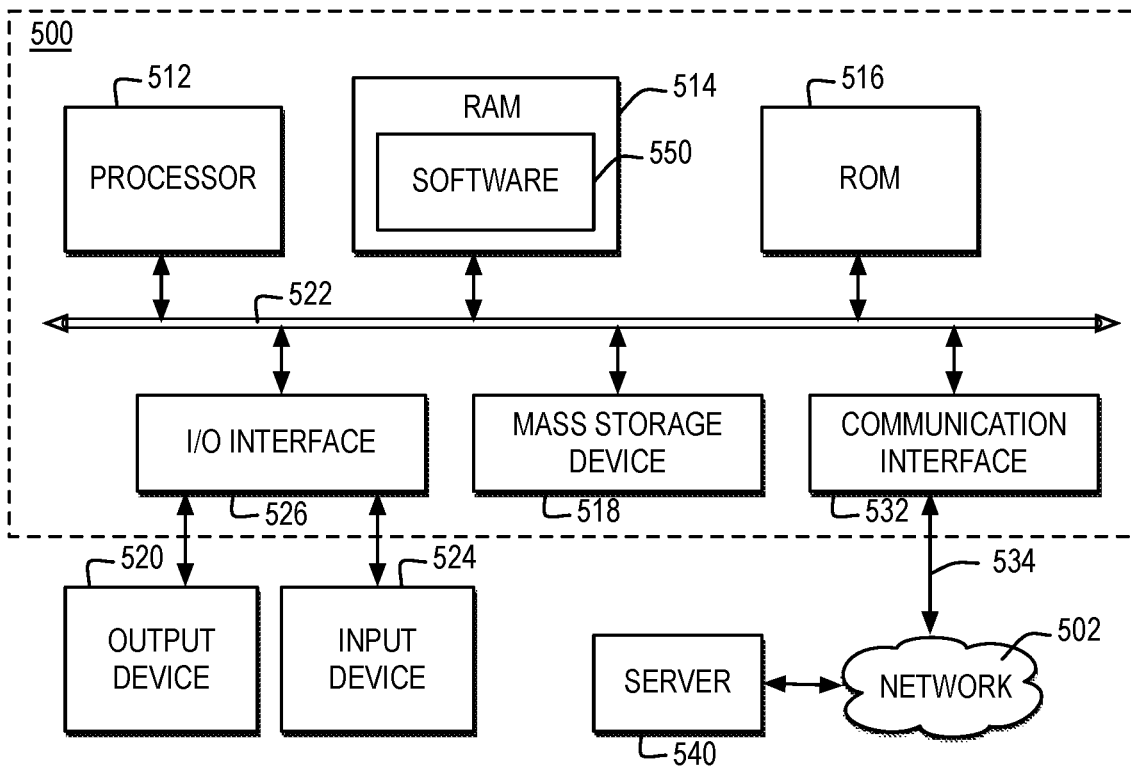 500
512
PROCESSOR
RAM
514
SOFTWARE
550
516
ROM
522
I/O INTERFACE
526
MASS STORAGE
DEVICE
518
COMMUNICATION
INTERFACE
532
520
OUTPUT
DEVICE
524
INPUT
DEVICE
534
SERVER
540
502
NETWORK